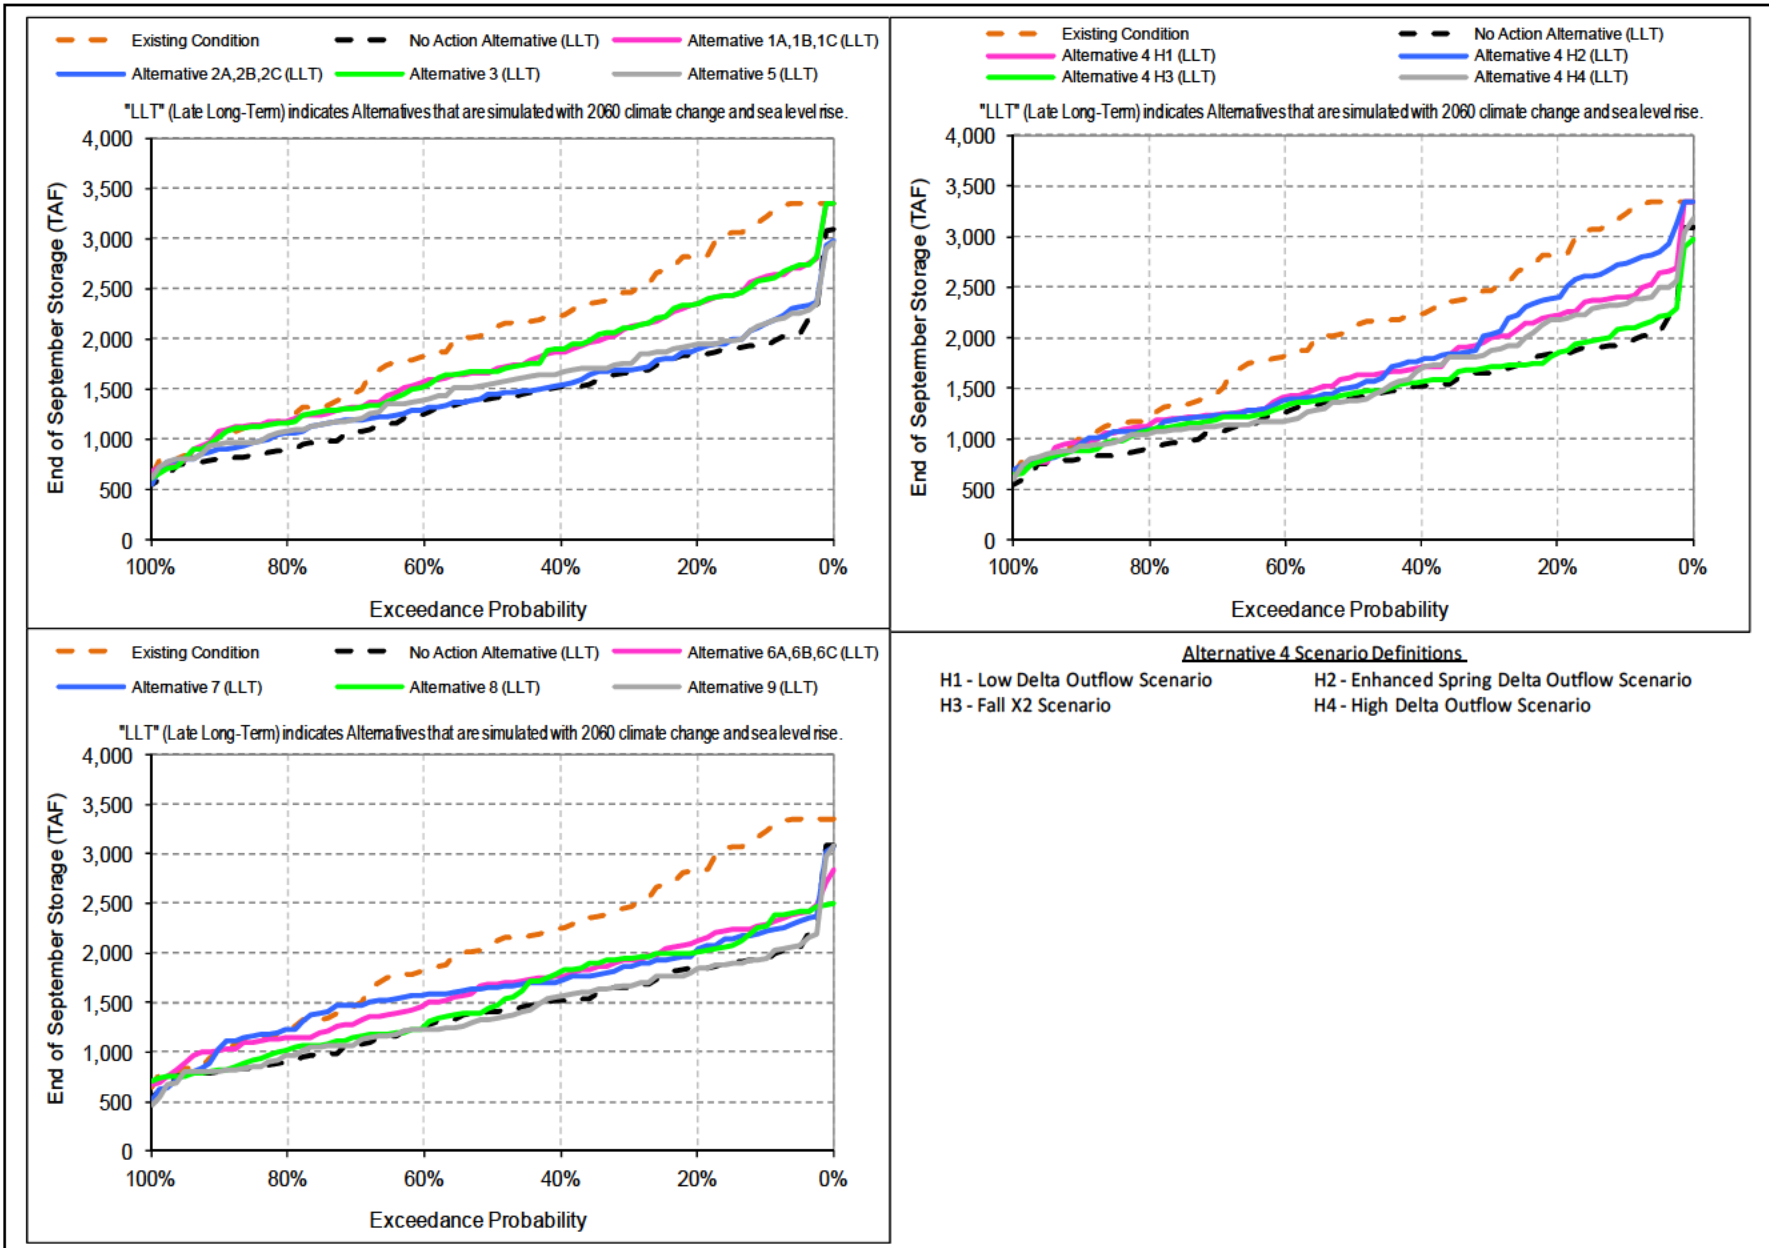 Existing Condition
No Action Alternative (LLT)
Alternative 1A,1B,1C (LLT)
Alternative 2A,2B,2C (LLT)
Alternative 3 (LLT)
Alternative 5 (LLT)
"LLT" (Late Long-Term) indicates Alternatives that are simulated with 2060 climate change and sea level rise.
End of September Storage (TAF)
4,000
3,500
3,000
2,500
2,000
1,500
1,000
500
0
100% 80% 60% 40% 20% 0%
Exceedance Probability
Existing Condition
No Action Alternative (LLT)
Alternative 4 H1 (LLT)
Alternative 4 H2 (LLT)
Alternative 4 H3 (LLT)
Alternative 4 H4 (LLT)
"LLT" (Late Long-Term) indicates Alternatives that are simulated with 2060 climate change and sea level rise.
End of September Storage (TAF)
4,000
3,500
3,000
2,500
2,000
1,500
1,000
500
0
100% 80% 60% 40% 20% 0%
Exceedance Probability
Existing Condition
No Action Alternative (LLT)
Alternative 6A,6B,6C (LLT)
Alternative 7 (LLT)
Alternative 8 (LLT)
Alternative 9 (LLT)
"LLT" (Late Long-Term) indicates Alternatives that are simulated with 2060 climate change and sea level rise.
End of September Storage (TAF)
4,000
3,500
3,000
2,500
2,000
1,500
1,000
500
0
100% 80% 60% 40% 20% 0%
Exceedance Probability
Alternative 4 Scenario Definitions
H1 - Low Delta Outflow Scenario
H2 - Enhanced Spring Delta Outflow Scenario
H3 - Fall X2 Scenario
H4 - High Delta Outflow Scenario